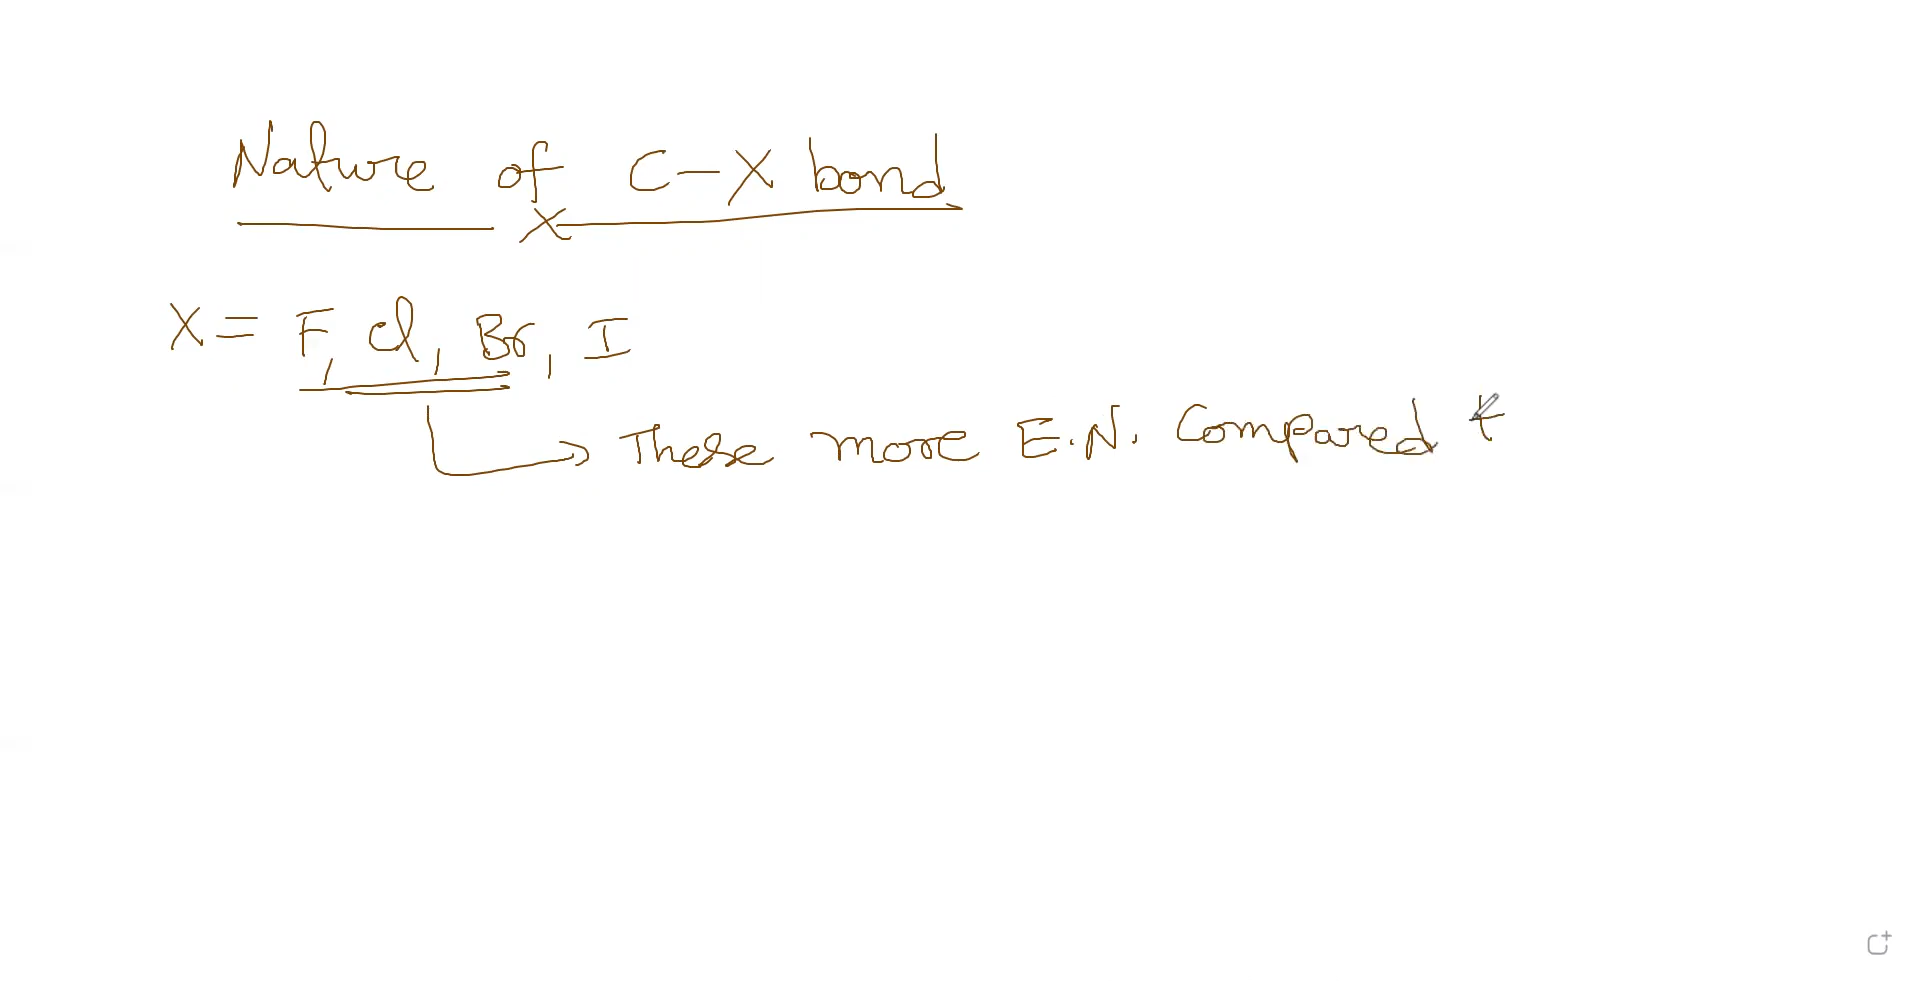 Nature of C-X bond
X = F, Cl, Br, I
These more E.N. Compared t